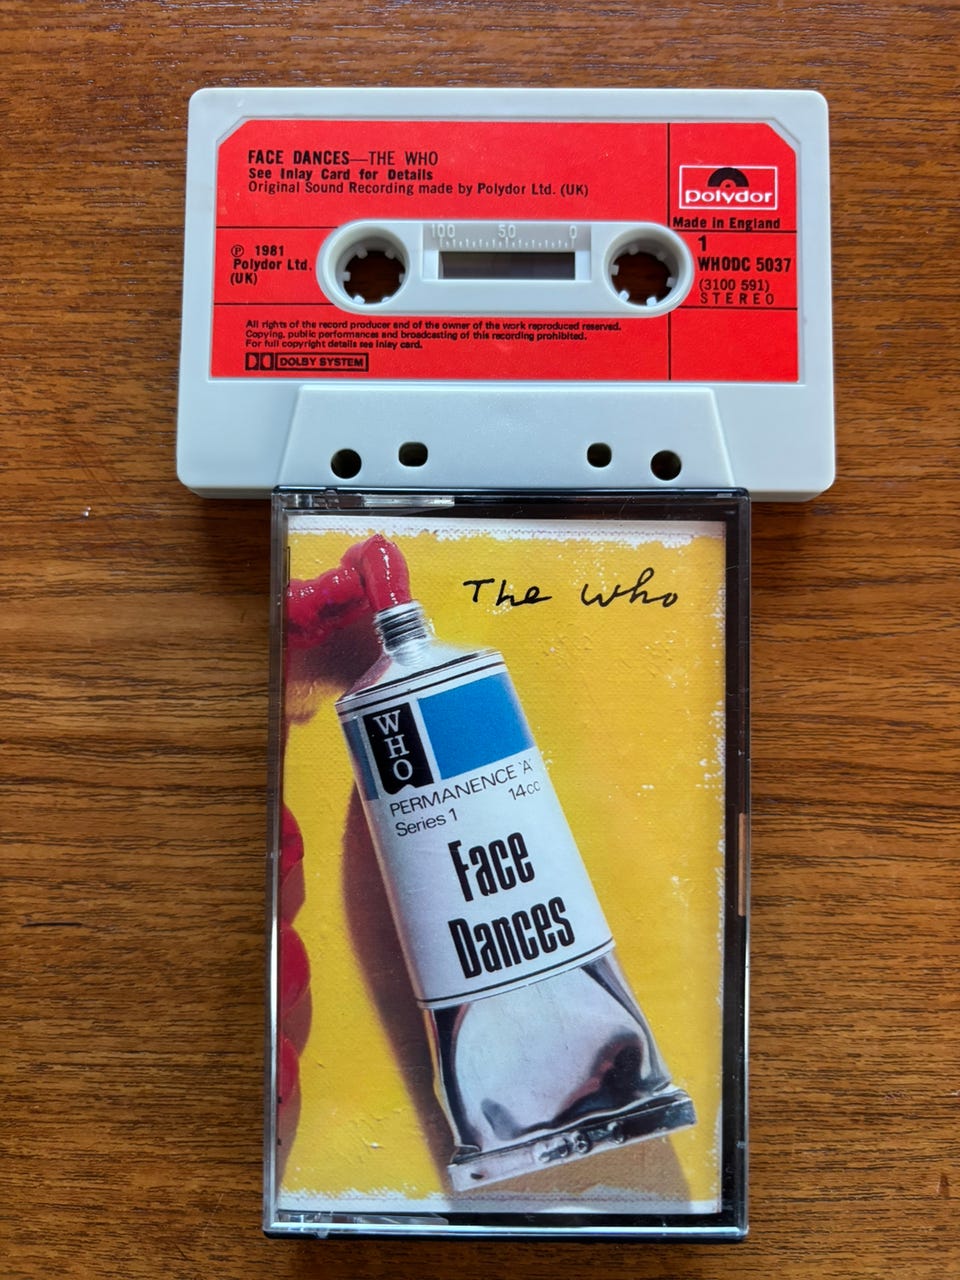 FACE DANCES—THE WHO
See Inlay Card for Details
Original Sound Recording made by Polydor Ltd. (UK)
polydor
Made in England
℗ 1981
Polydor Ltd.
(UK)
100 50 0
1
WHODC 5037
(3100 591)
STEREO
All rights of the record producer and of the owner of the work reproduced reserved.
Copying, public performances and broadcasting of this recording prohibited.
For full copyright details see inlay card.
DOLBY SYSTEM
The Who
WHO
PERMANENCE 'A'
Series 1 14cc
Face
Dances